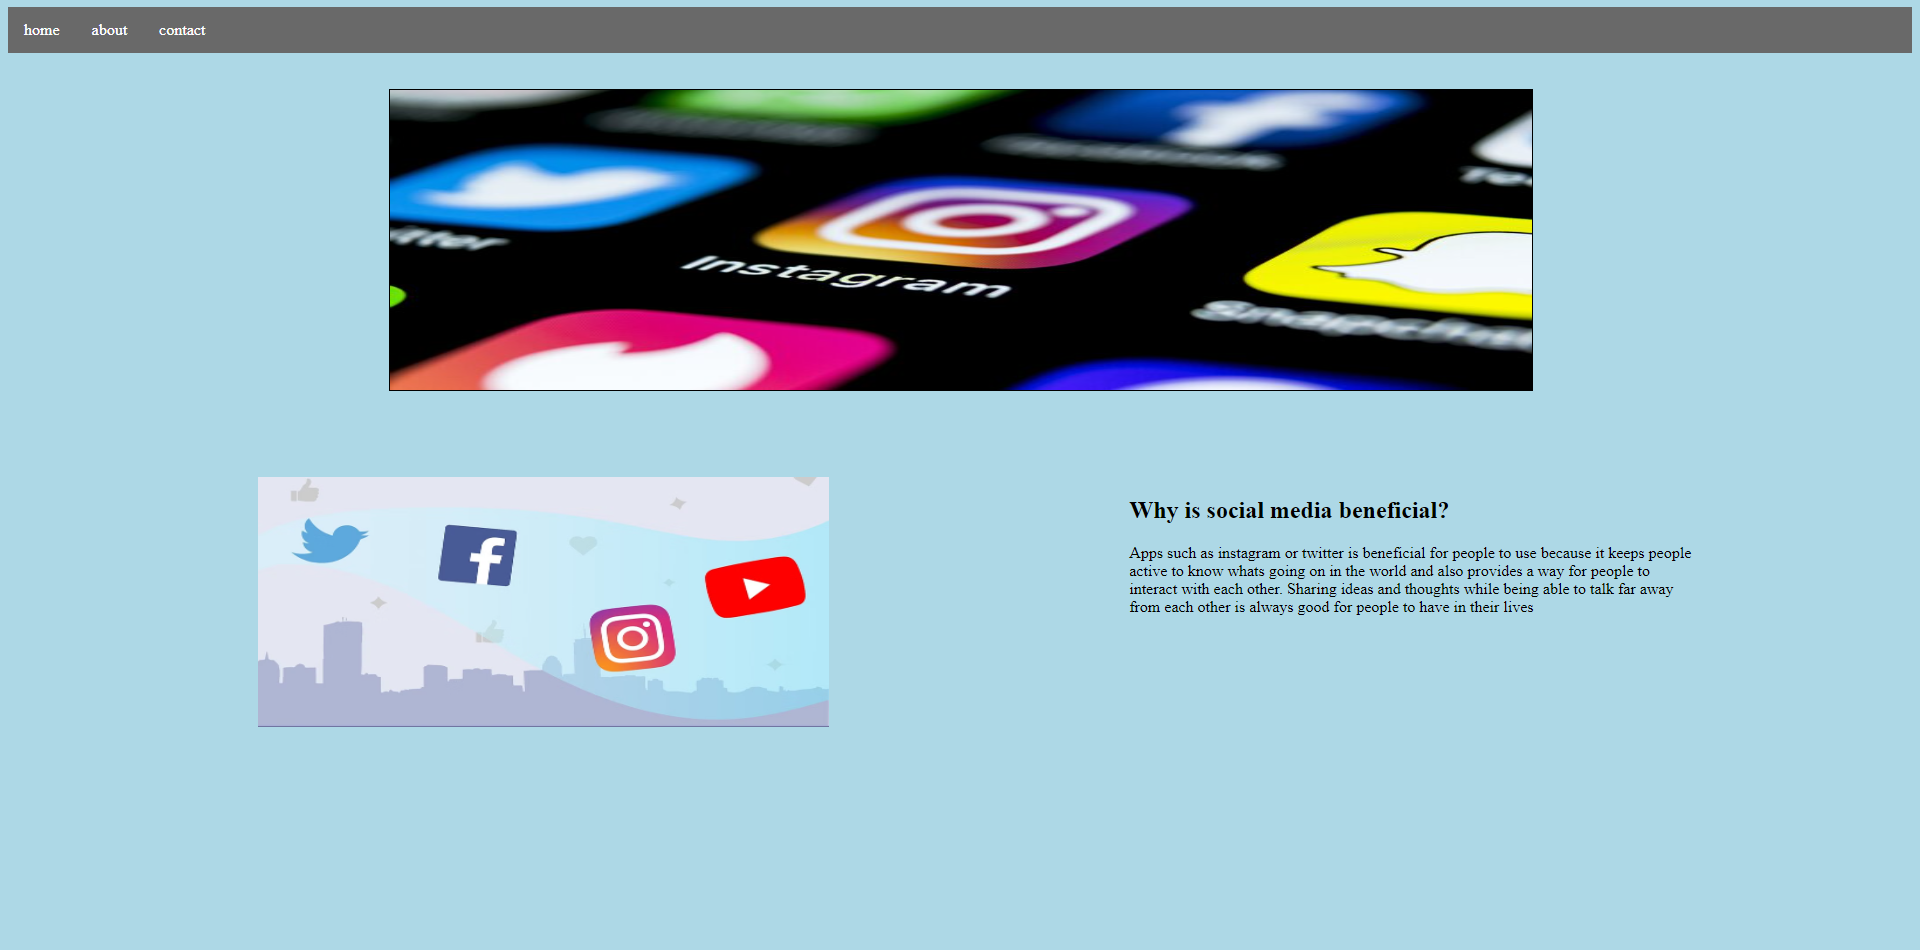 home about contact
Instagram
Why is social media beneficial?
Apps such as instagram or twitter is beneficial for people to use because it keeps people
active to know whats going on in the world and also provides a way for people to
interact with each other. Sharing ideas and thoughts while being able to talk far away
from each other is always good for people to have in their lives